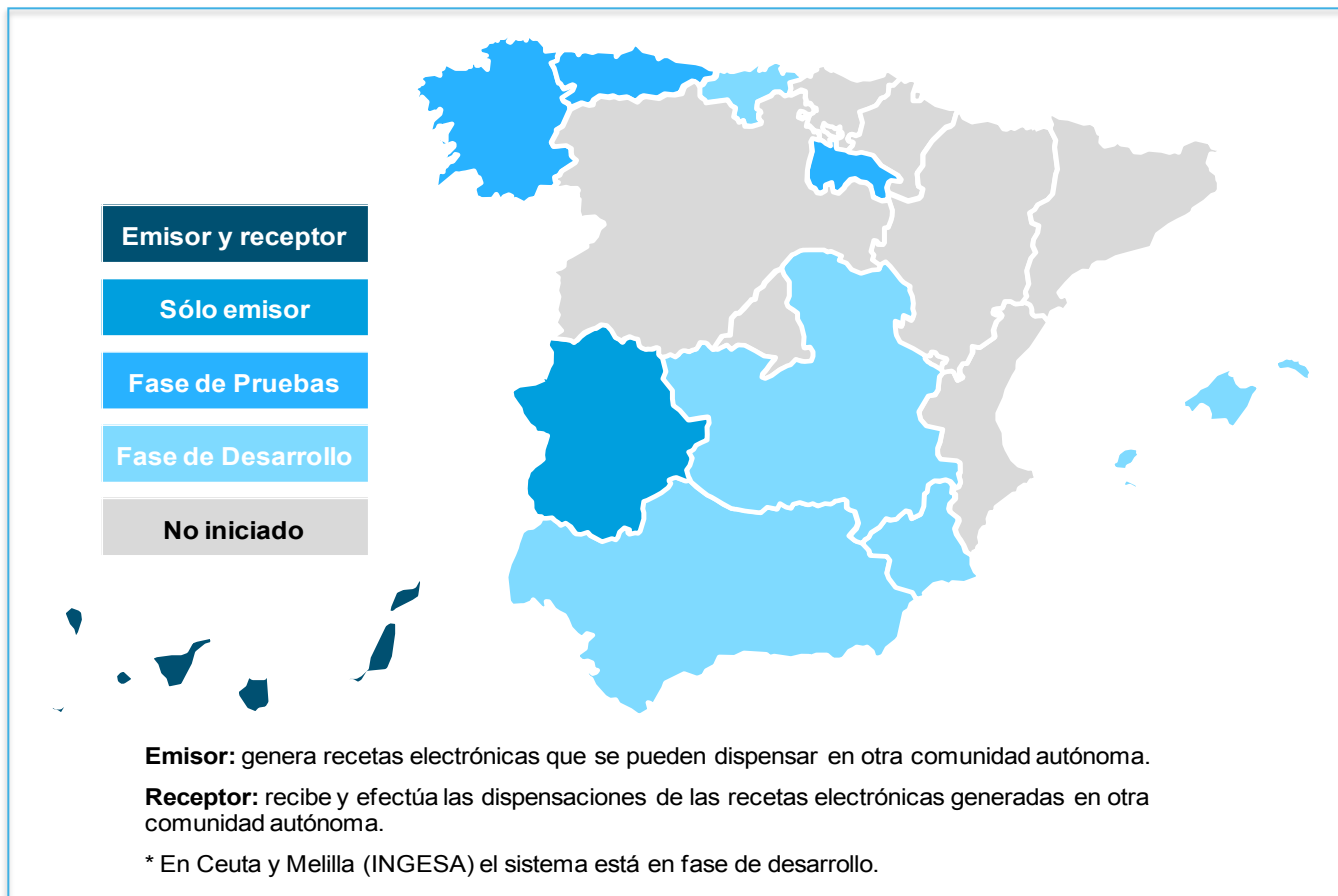 Emisor y receptor
Sólo emisor
Fase de Pruebas
Fase de Desarrollo
No iniciado
Emisor: genera recetas electrónicas que se pueden dispensar en otra comunidad autónoma.
Receptor: recibe y efectúa las dispensaciones de las recetas electrónicas generadas en otra
comunidad autónoma.
* En Ceuta y Melilla (INGESA) el sistema está en fase de desarrollo.